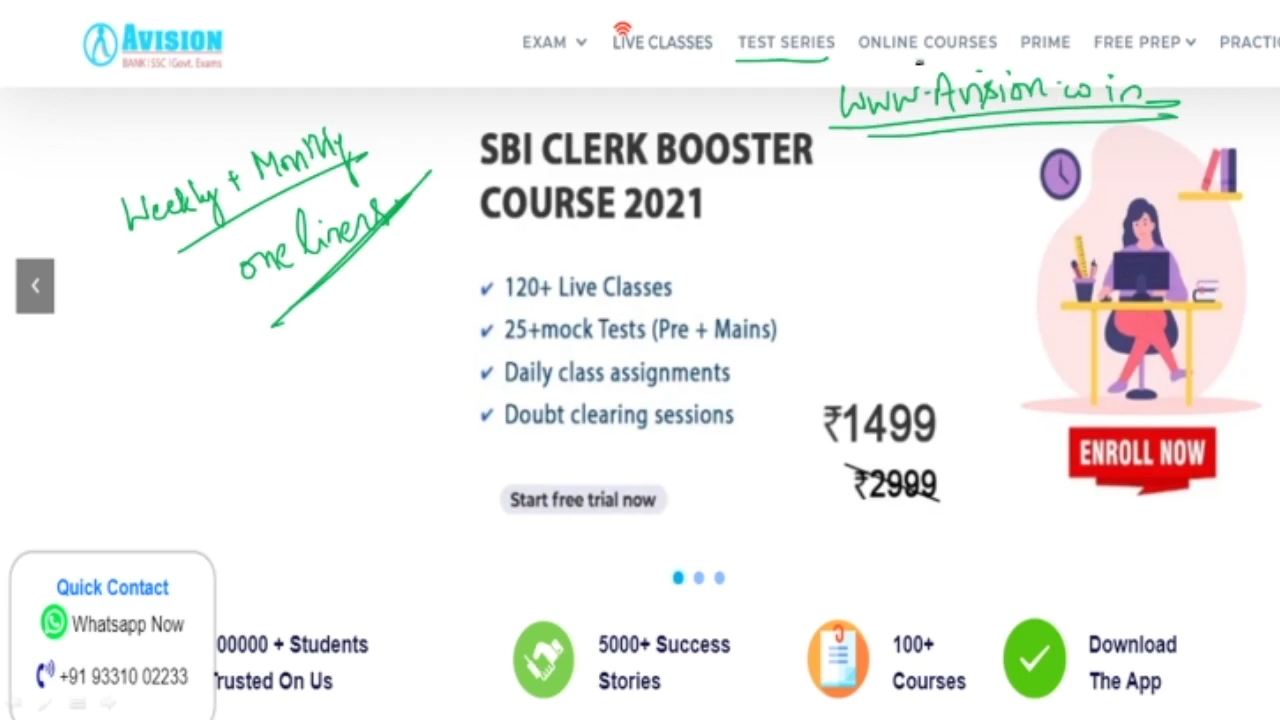 AVISION
BANK | SSC | Govt. Exams
EXAM LIVE CLASSES TEST SERIES ONLINE COURSES PRIME FREE PREP
www.Avision.co in
SBI CLERK BOOSTER
COURSE 2021
Weekly + Monthly
one liners
✔ 120+ Live Classes
✔ 25+mock Tests (Pre + Mains)
✔ Daily class assignments
✔ Doubt clearing sessions
₹1499
₹2999
ENROLL NOW
Start free trial now
Quick Contact
Whatsapp Now
+91 93310 02233
00000 + Students
Trusted On Us
5000+ Success
Stories
100+
Courses
Download
The App